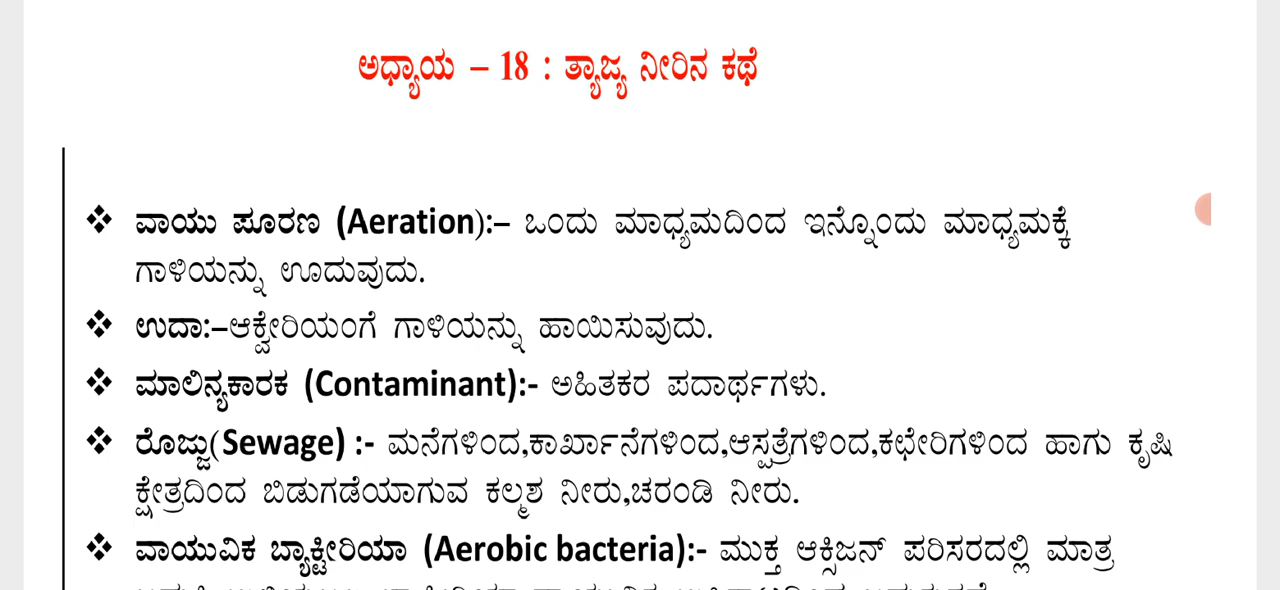 ಅಧ್ಯಾಯ – 18 : ತ್ಯಾಜ್ಯ ನೀರಿನ ಕಥೆ
❖ ವಾಯು ಪೂರಣ (Aeration):– ಒಂದು ಮಾಧ್ಯಮದಿಂದ ಇನ್ನೊಂದು ಮಾಧ್ಯಮಕ್ಕೆ
ಗಾಳಿಯನ್ನು ಊದುವುದು.
❖ ಉದಾ:–ಆಕ್ವೇರಿಯಂಗೆ ಗಾಳಿಯನ್ನು ಹಾಯಿಸುವುದು.
❖ ಮಾಲಿನ್ಯಕಾರಕ (Contaminant):- ಅಹಿತಕರ ಪದಾರ್ಥಗಳು.
❖ ರೊಜ್ಜು(Sewage) :- ಮನೆಗಳಿಂದ,ಕಾರ್ಖಾನೆಗಳಿಂದ,ಆಸ್ಪತ್ರೆಗಳಿಂದ,ಕಛೇರಿಗಳಿಂದ ಹಾಗು ಕೃಷಿ
ಕ್ಷೇತ್ರದಿಂದ ಬಿಡುಗಡೆಯಾಗುವ ಕಲ್ಮಶ ನೀರು,ಚರಂಡಿ ನೀರು.
❖ ವಾಯುವಿಕ ಬ್ಯಾಕ್ಟೀರಿಯಾ (Aerobic bacteria):- ಮುಕ್ತ ಆಕ್ಸಿಜನ್ ಪರಿಸರದಲ್ಲಿ ಮಾತ್ರ